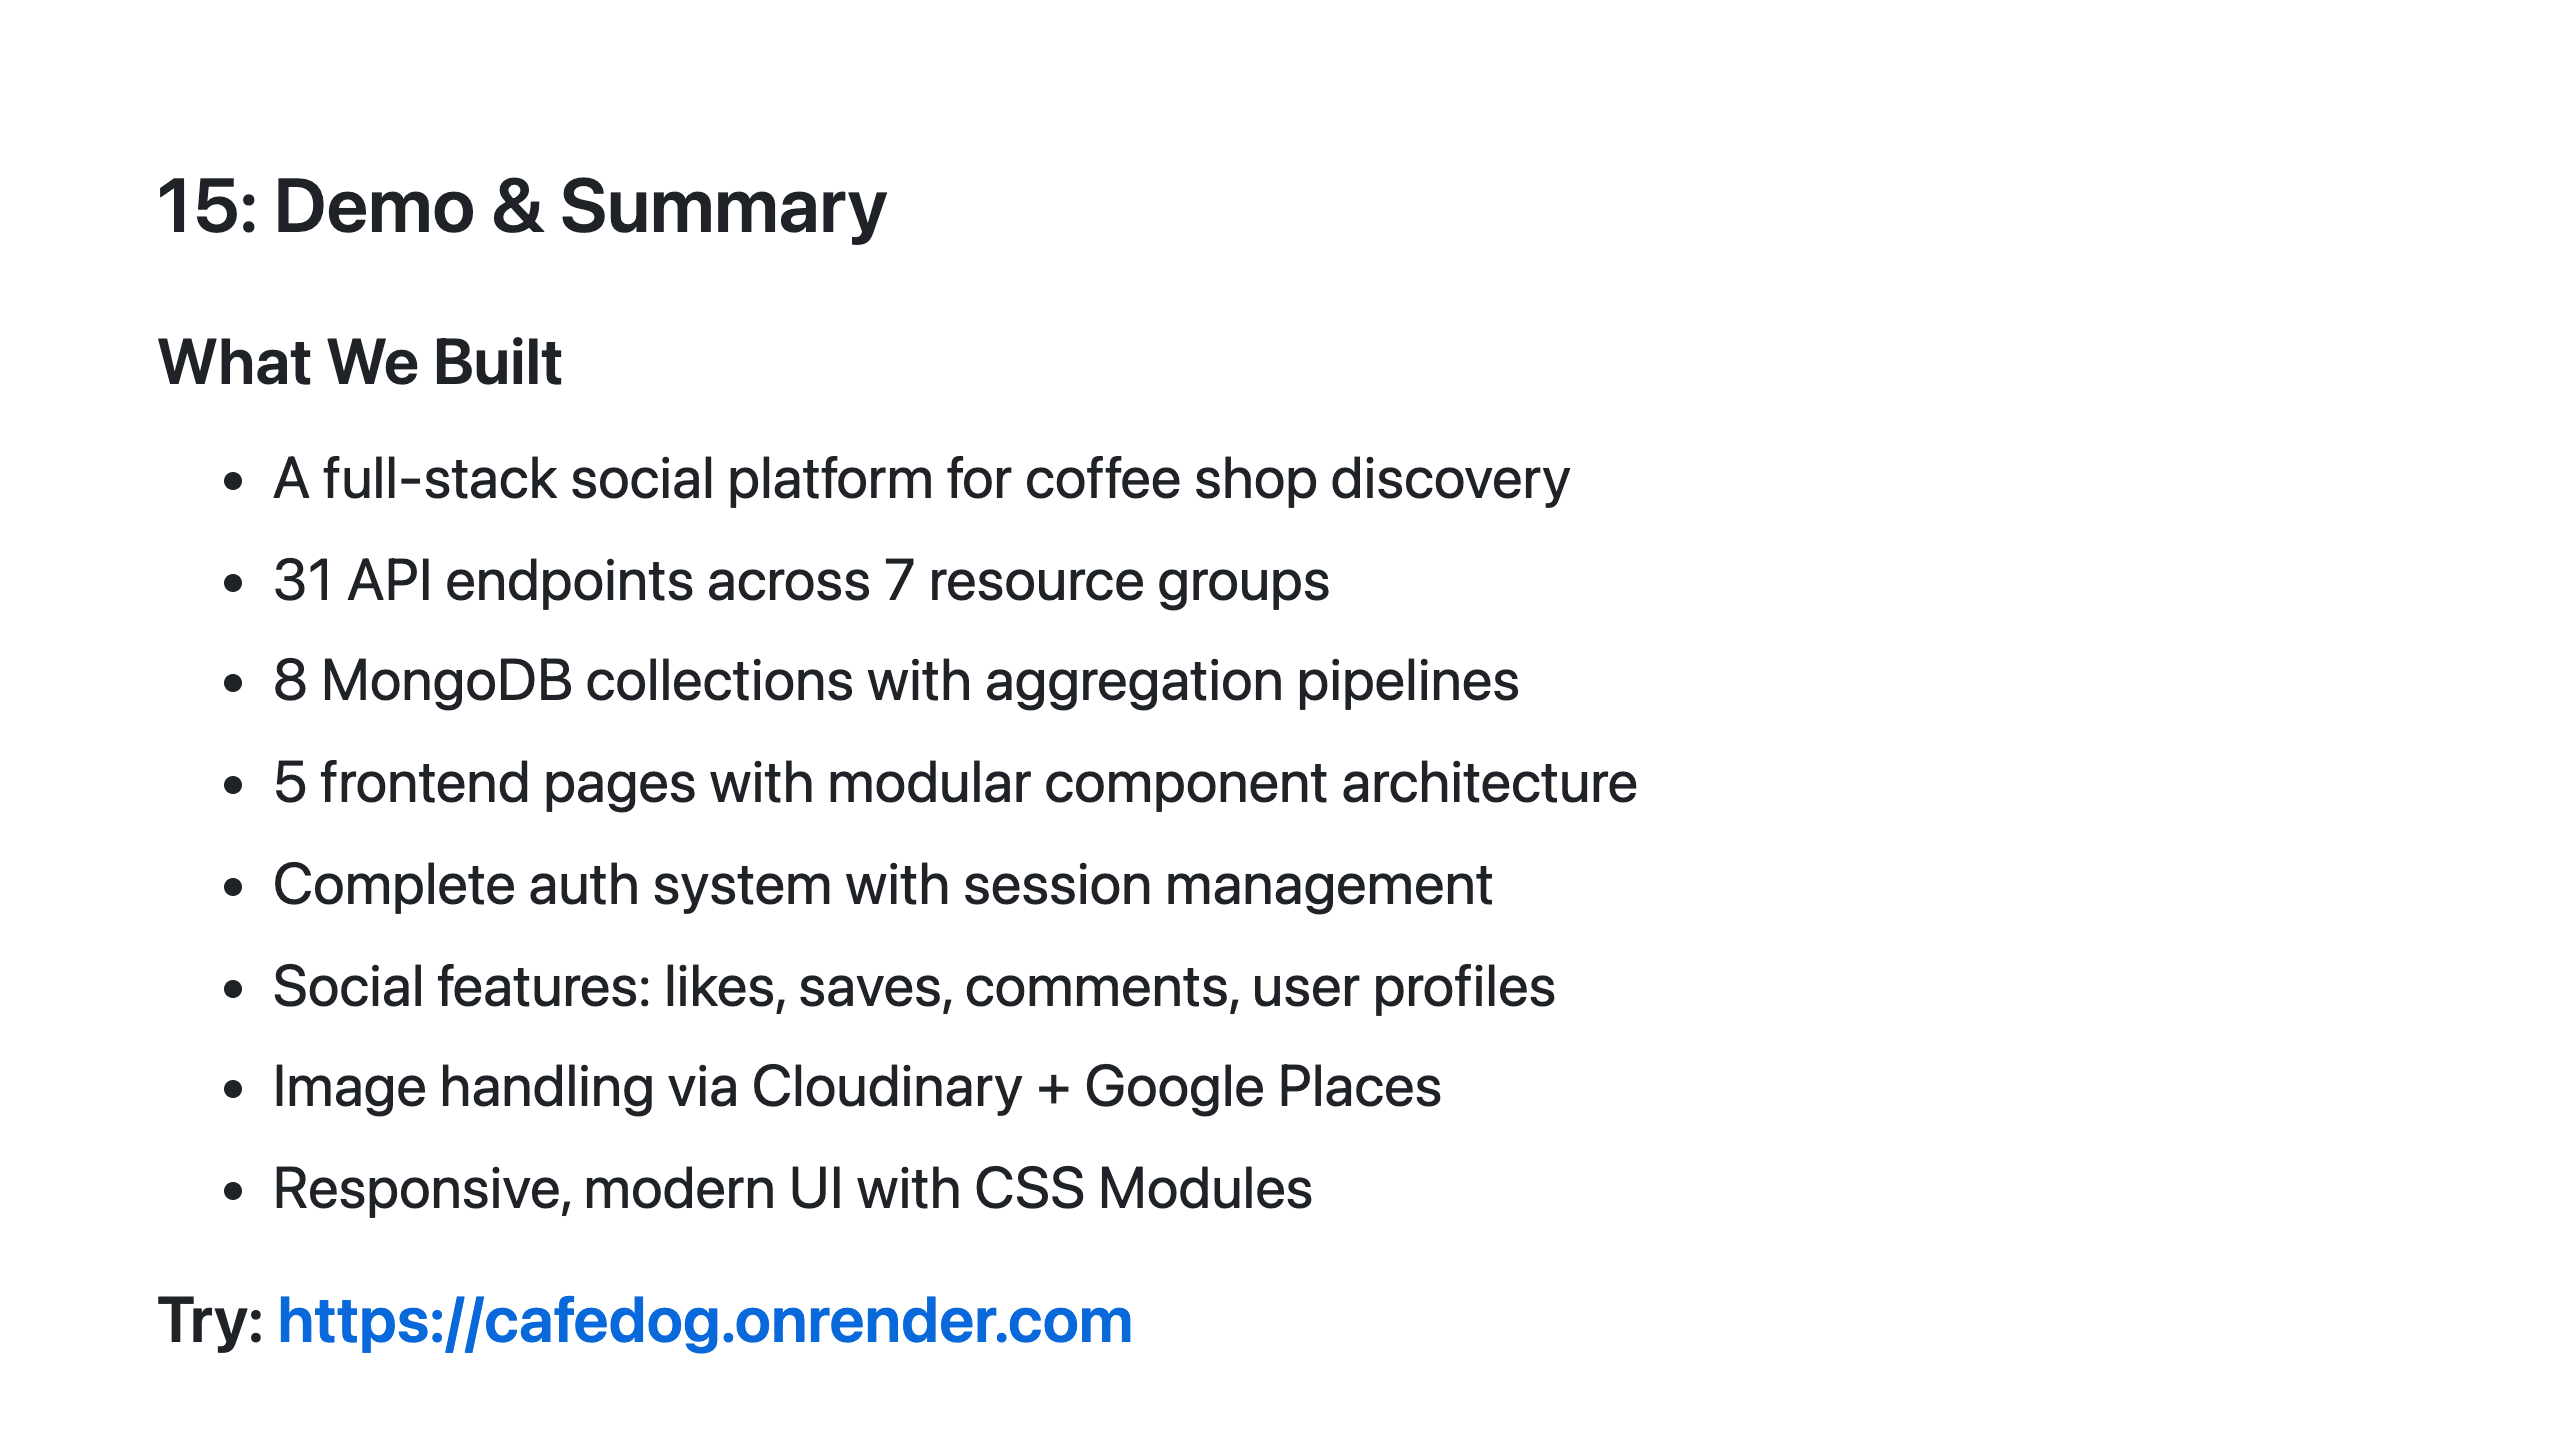 15: Demo & Summary
What We Built
• A full-stack social platform for coffee shop discovery
• 31 API endpoints across 7 resource groups
• 8 MongoDB collections with aggregation pipelines
• 5 frontend pages with modular component architecture
• Complete auth system with session management
• Social features: likes, saves, comments, user profiles
• Image handling via Cloudinary + Google Places
• Responsive, modern UI with CSS Modules
Try: https://cafedog.onrender.com